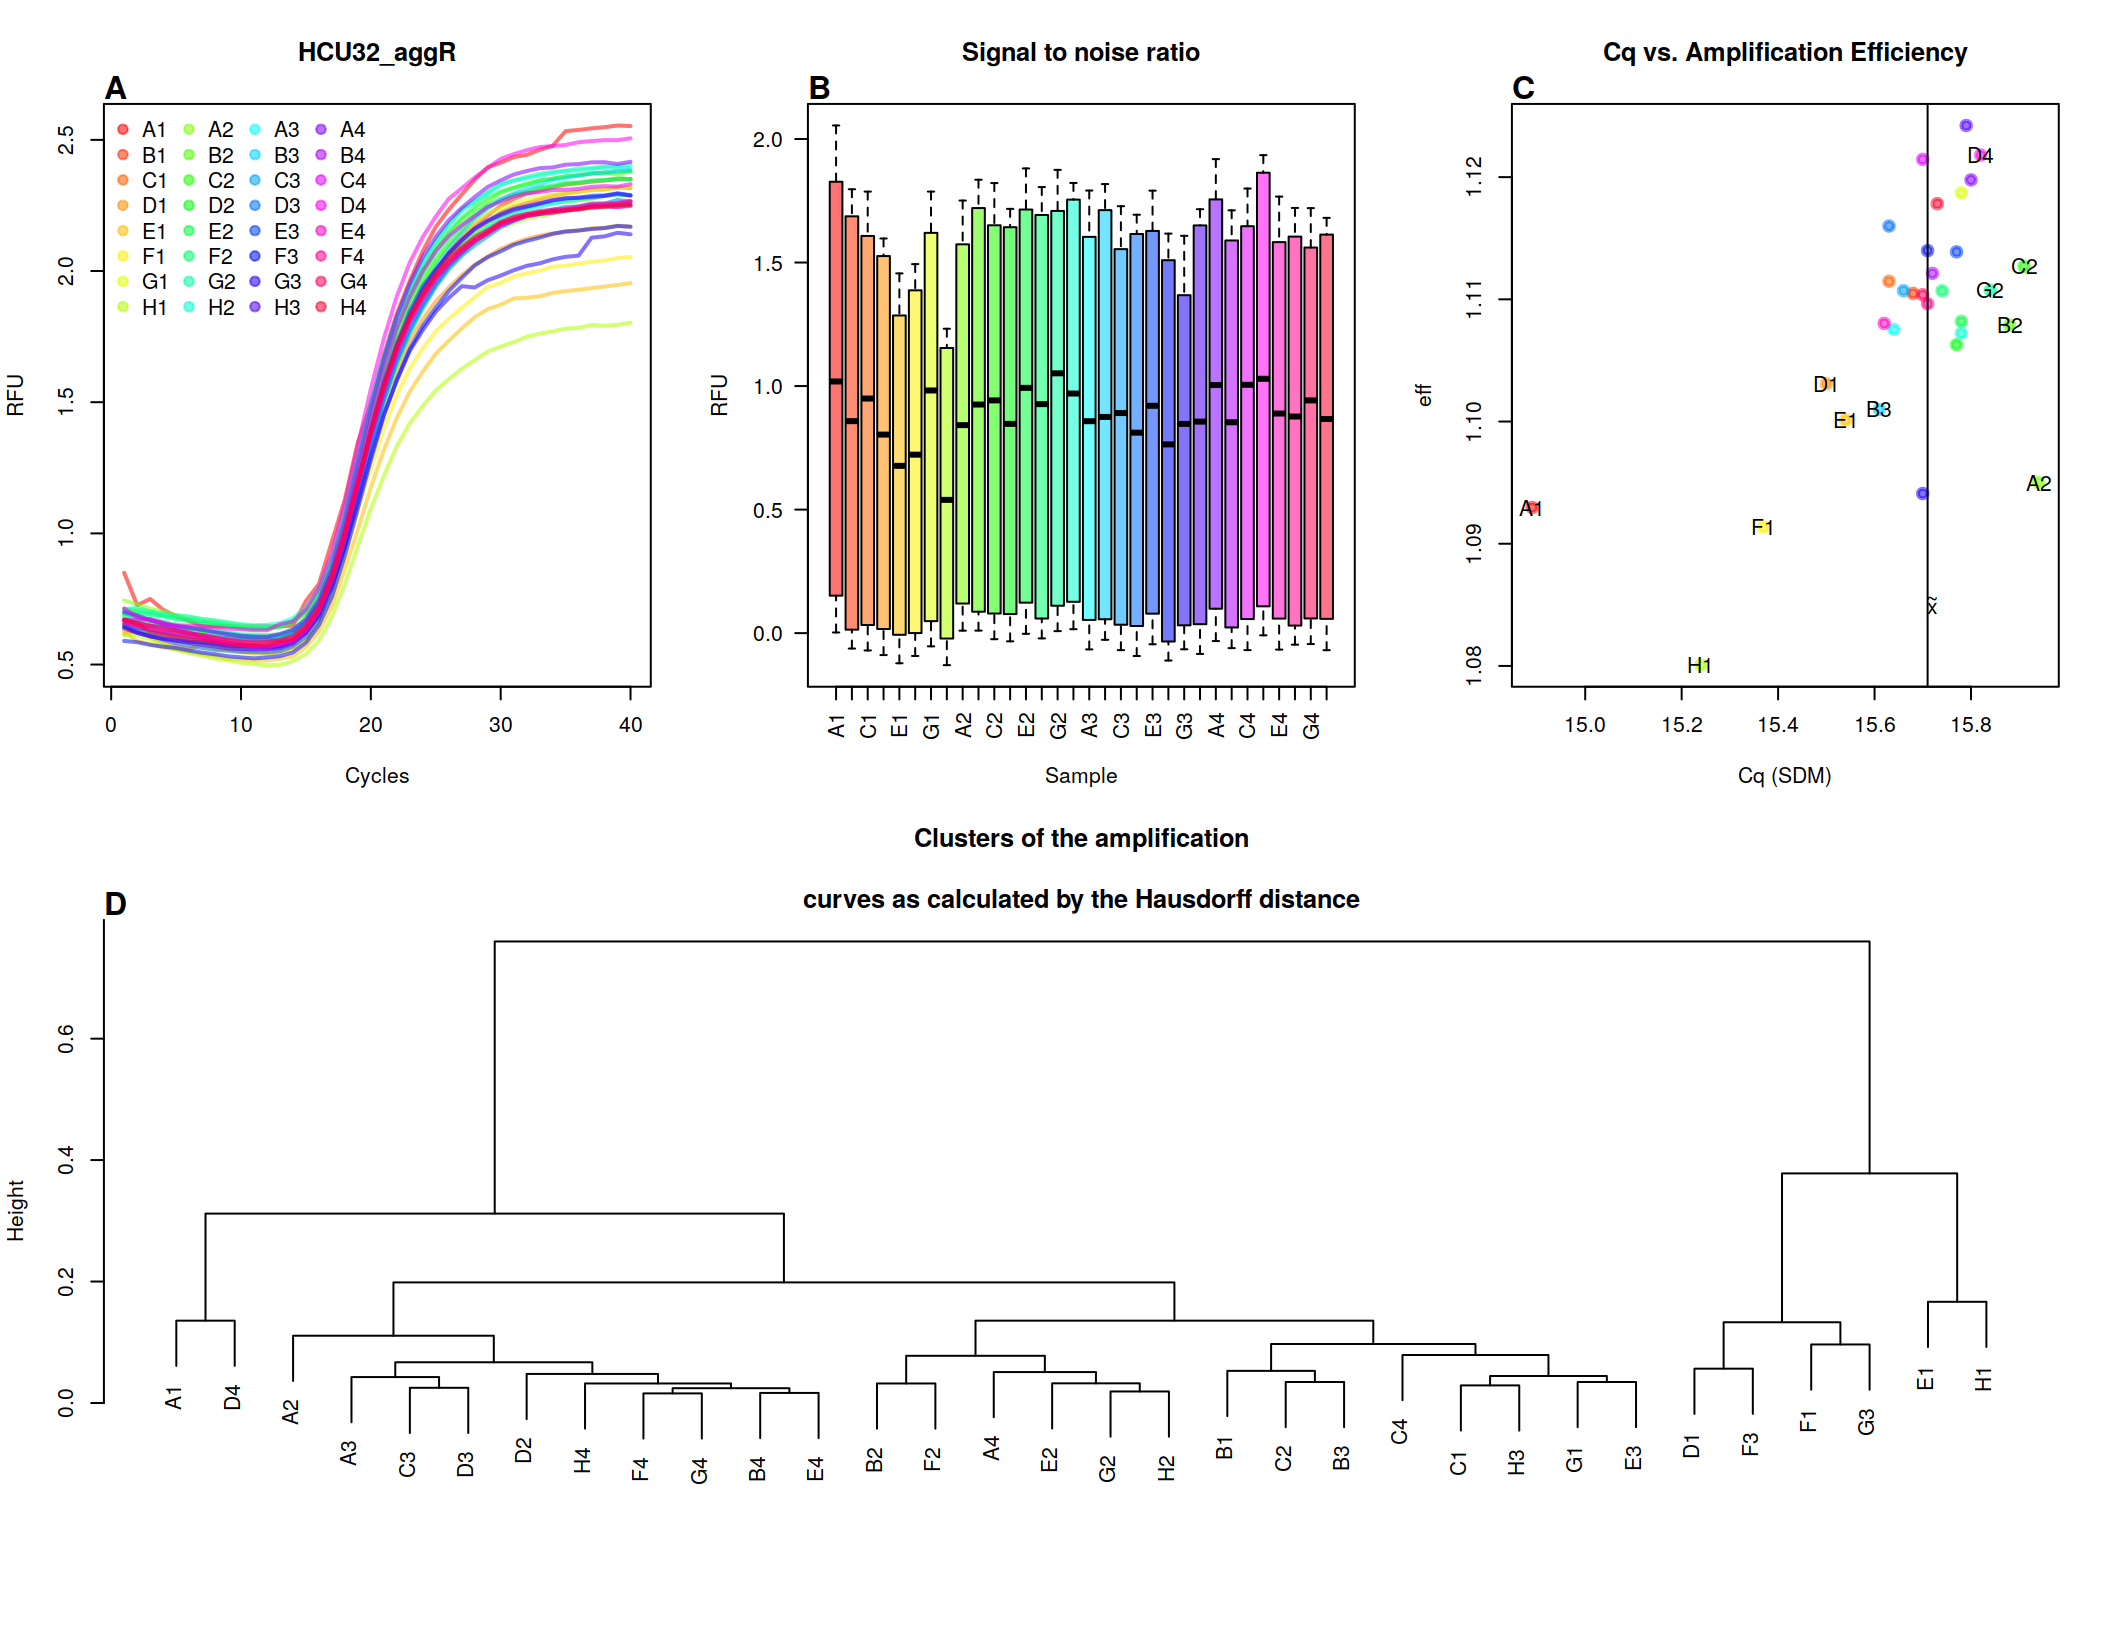 HCU32_aggR
A
A1 A2 A3 A4
B1 B2 B3 B4
C1 C2 C3 C4
D1 D2 D3 D4
E1 E2 E3 E4
F1 F2 F3 F4
G1 G2 G3 G4
H1 H2 H3 H4
RFU
2.5
2.0
1.5
1.0
0.5
0 10 20 30 40
Cycles
Signal to noise ratio
B
RFU
2.0
1.5
1.0
0.5
0.0
A1 C1 E1 G1 A2 C2 E2 G2 A3 C3 E3 G3 A4 C4 E4 G4
Sample
Cq vs. Amplification Efficiency
C
eff
1.12
1.11
1.10
1.09
1.08
D4
C2
G2
B2
D1
B3
E1
A2
A1
F1
x̃
H1
15.0 15.2 15.4 15.6 15.8
Cq (SDM)
Clusters of the amplification
curves as calculated by the Hausdorff distance
D
Height
0.6
0.4
0.2
0.0
A1 D4 A2 A3 C3 D3 D2 H4 F4 G4 B4 E4 B2 F2 A4 E2 G2 H2 B1 C2 B3 C4 C1 H3 G1 E3 D1 F3 F1 G3 E1 H1